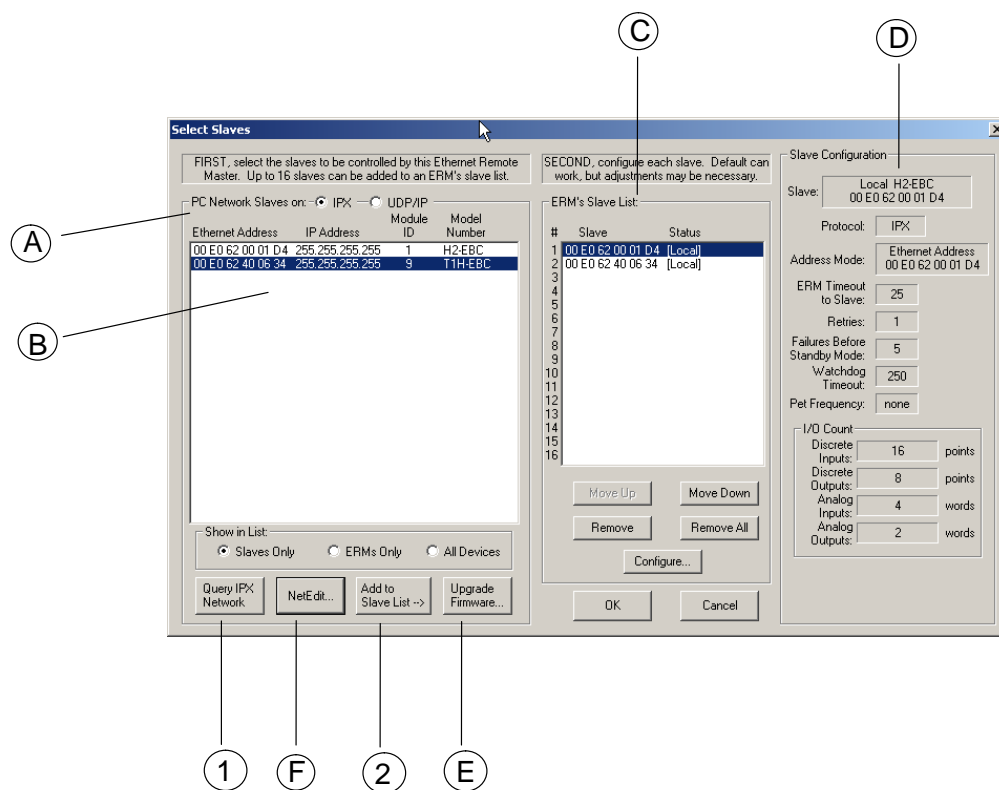 C
D
Select Slaves
FIRST, select the slaves to be controlled by this Ethernet Remote
Master. Up to 16 slaves can be added to an ERM's slave list.
SECOND, configure each slave. Default can
work, but adjustments may be necessary.
Slave Configuration
Slave:
Local H2-EBC
00 E0 62 00 01 D4
Protocol: IPX
Address Mode:
Ethernet Address
00 E0 62 00 01 D4
ERM Timeout
to Slave: 25
Retries: 1
Failures Before
Standby Mode: 5
Watchdog
Timeout: 250
Pet Frequency: none
I/O Count
Discrete
Inputs: 16 points
Discrete
Outputs: 8 points
Analog
Inputs: 4 words
Analog
Outputs: 2 words
A
PC Network Slaves on: IPX UDP/IP
Ethernet Address IP Address Module ID Model Number
00 E0 62 00 01 D4 255.255.255.255 1 H2-EBC
00 E0 62 40 06 34 255.255.255.255 9 T1H-EBC
B
Show in List:
Slaves Only ERMs Only All Devices
Query IPX
Network
NetEdit...
Add to
Slave List -->
Upgrade
Firmware...
ERM's Slave List:
# Slave Status
1 00 E0 62 00 01 D4 [Local]
2 00 E0 62 40 06 34 [Local]
3
4
5
6
7
8
9
10
11
12
13
14
15
16
Move Up Move Down
Remove Remove All
Configure...
OK Cancel
1
F
2
E